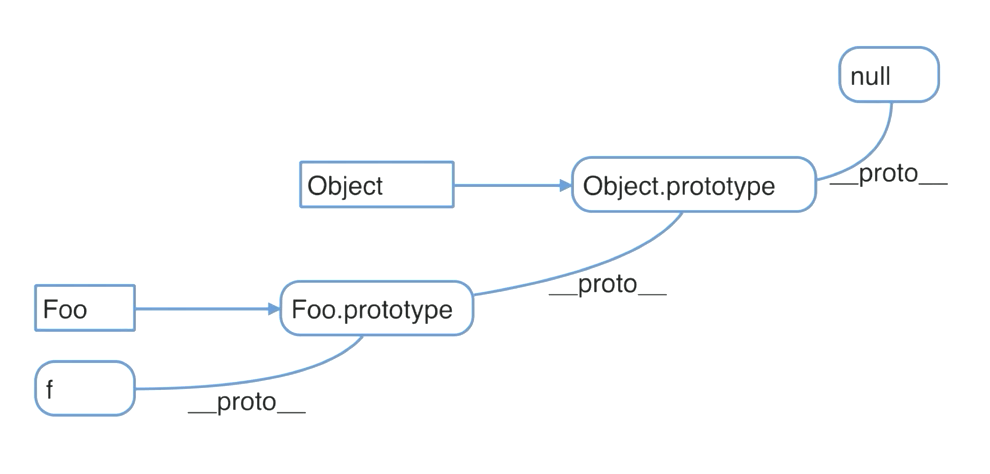 null
__proto__
Object
Object.prototype
__proto__
Foo
Foo.prototype
f
__proto__